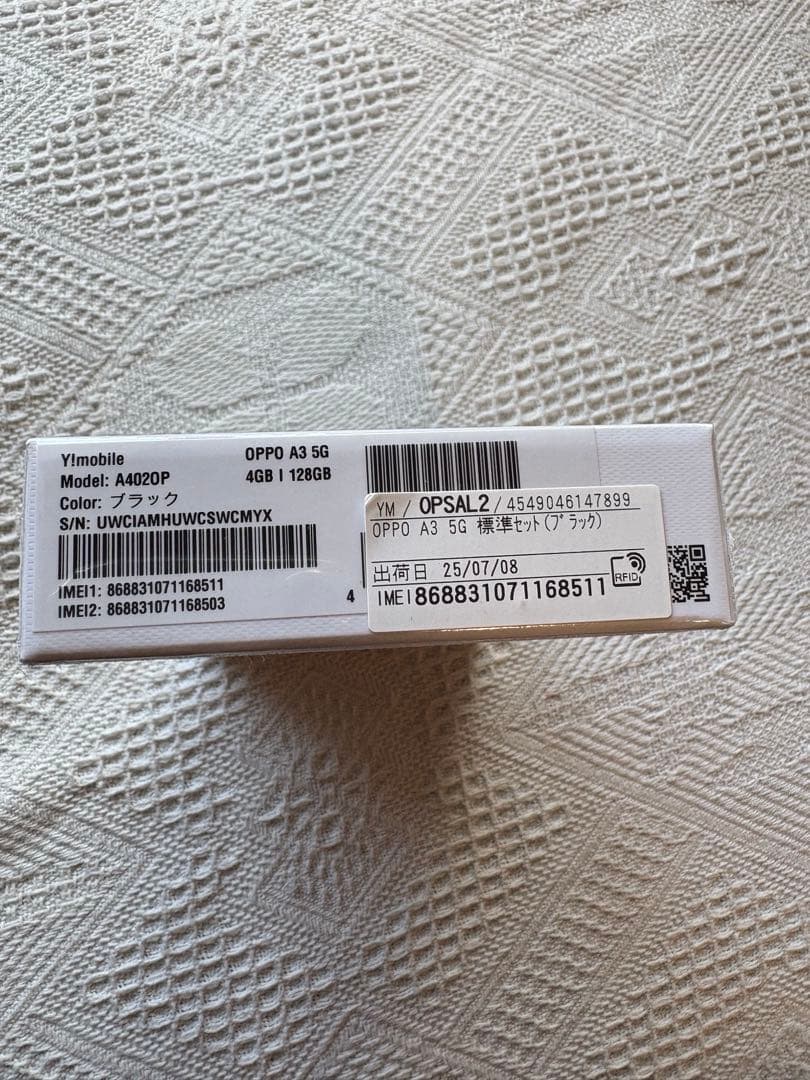 Y!mobile
OPPO A3 5G
Model: A402OP
4GB | 128GB
Color: ブラック
S/N: UWCIAMHUWCSWCMYX
IMEI1: 868831071168511
IMEI2: 868831071168503
4
YM / OPSAL2 / 4549046147899
OPPO A3 5G 標準セット(ブラック)
出荷日 25/07/08
IMEI868831071168511
RFID